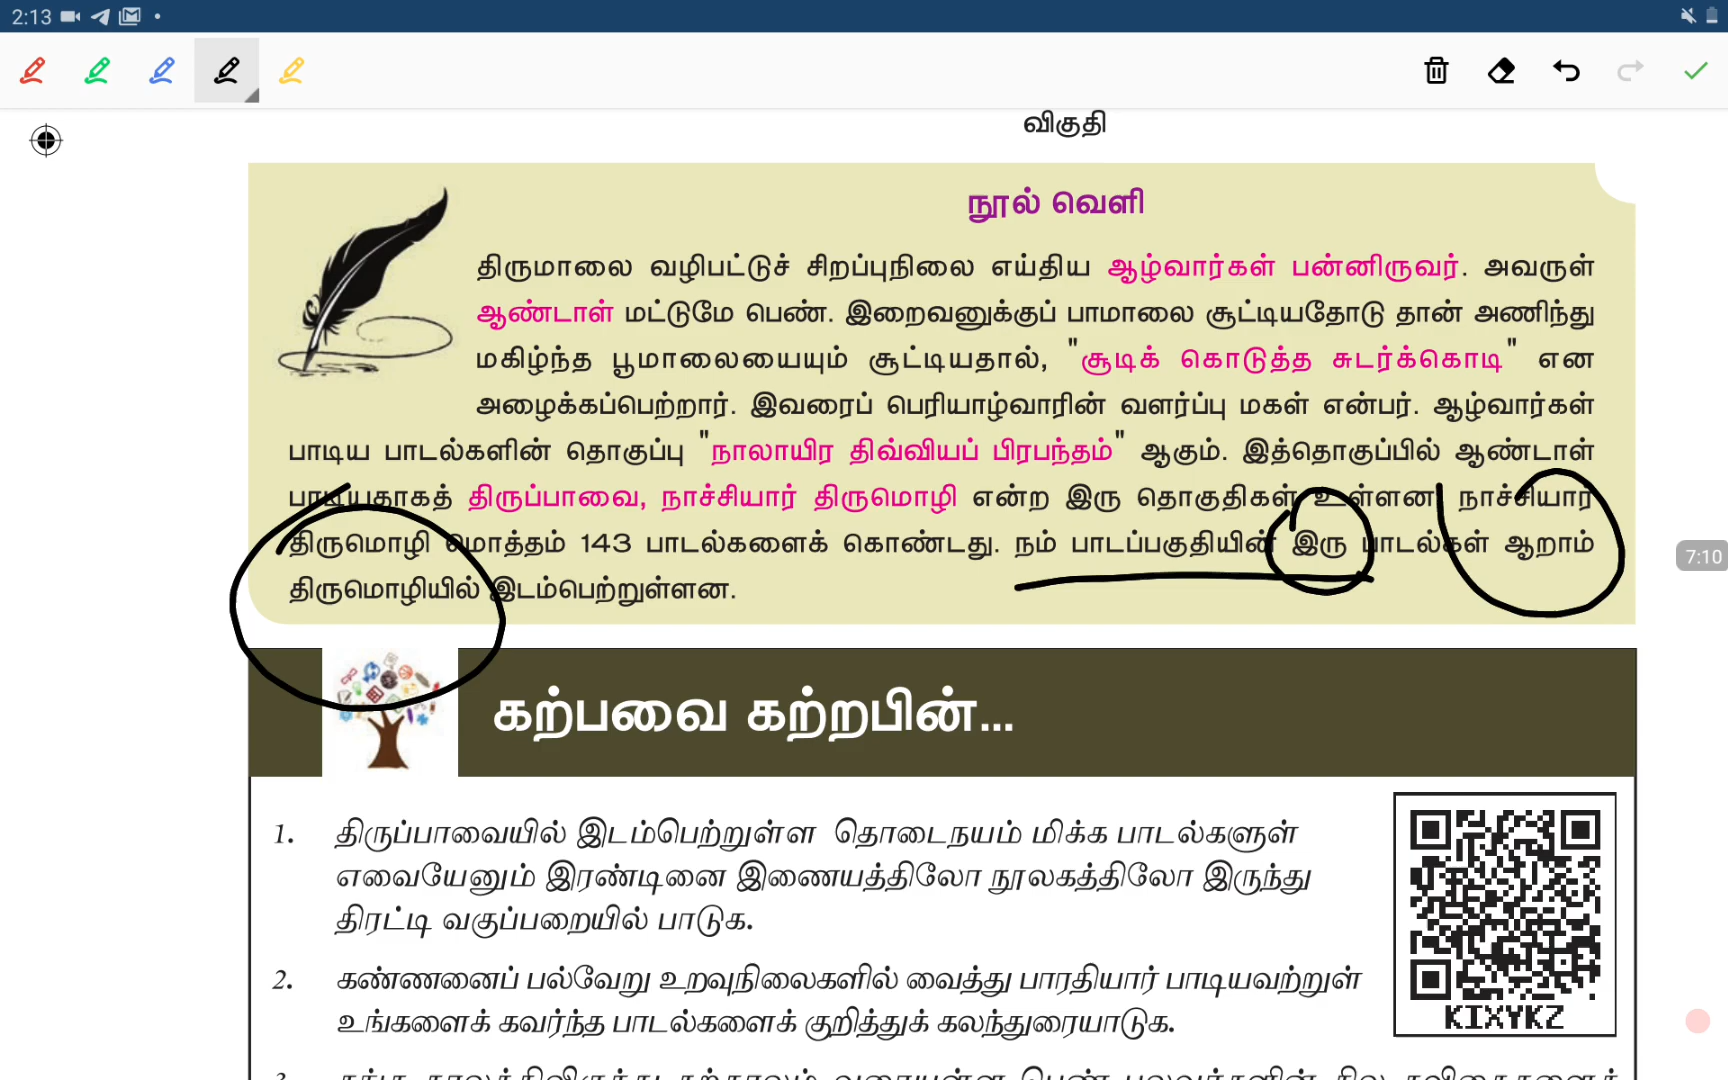 2:13
விகுதி
நூல் வெளி
திருமாலை வழிபட்டுச் சிறப்புநிலை எய்திய ஆழ்வார்கள் பன்னிருவர். அவருள்
ஆண்டாள் மட்டுமே பெண். இறைவனுக்குப் பாமாலை சூட்டியதோடு தான் அணிந்து
மகிழ்ந்த பூமாலையையும் சூட்டியதால், "சூடிக் கொடுத்த சுடர்க்கொடி" என
அழைக்கப்பெற்றார். இவரைப் பெரியாழ்வாரின் வளர்ப்பு மகள் என்பர். ஆழ்வார்கள்
பாடிய பாடல்களின் தொகுப்பு "நாலாயிர திவ்வியப் பிரபந்தம்" ஆகும். இத்தொகுப்பில் ஆண்டாள்
பாடியதாகத் திருப்பாவை, நாச்சியார் திருமொழி என்ற இரு தொகுதிகள் உள்ளன. நாச்சியார்
திருமொழி மொத்தம் 143 பாடல்களைக் கொண்டது. நம் பாடப்பகுதியின் இரு பாடல்கள் ஆறாம்
திருமொழியில் இடம்பெற்றுள்ளன.
7:10
கற்பவை கற்றபின்...
1. திருப்பாவையில் இடம்பெற்றுள்ள தொடைநயம் மிக்க பாடல்களுள்
எவையேனும் இரண்டினை இணையத்திலோ நூலகத்திலோ இருந்து
திரட்டி வகுப்பறையில் பாடுக.
2. கண்ணனைப் பல்வேறு உறவுநிலைகளில் வைத்து பாரதியார் பாடியவற்றுள்
உங்களைக் கவர்ந்த பாடல்களைக் குறித்துக் கலந்துரையாடுக.
KIXYKZ